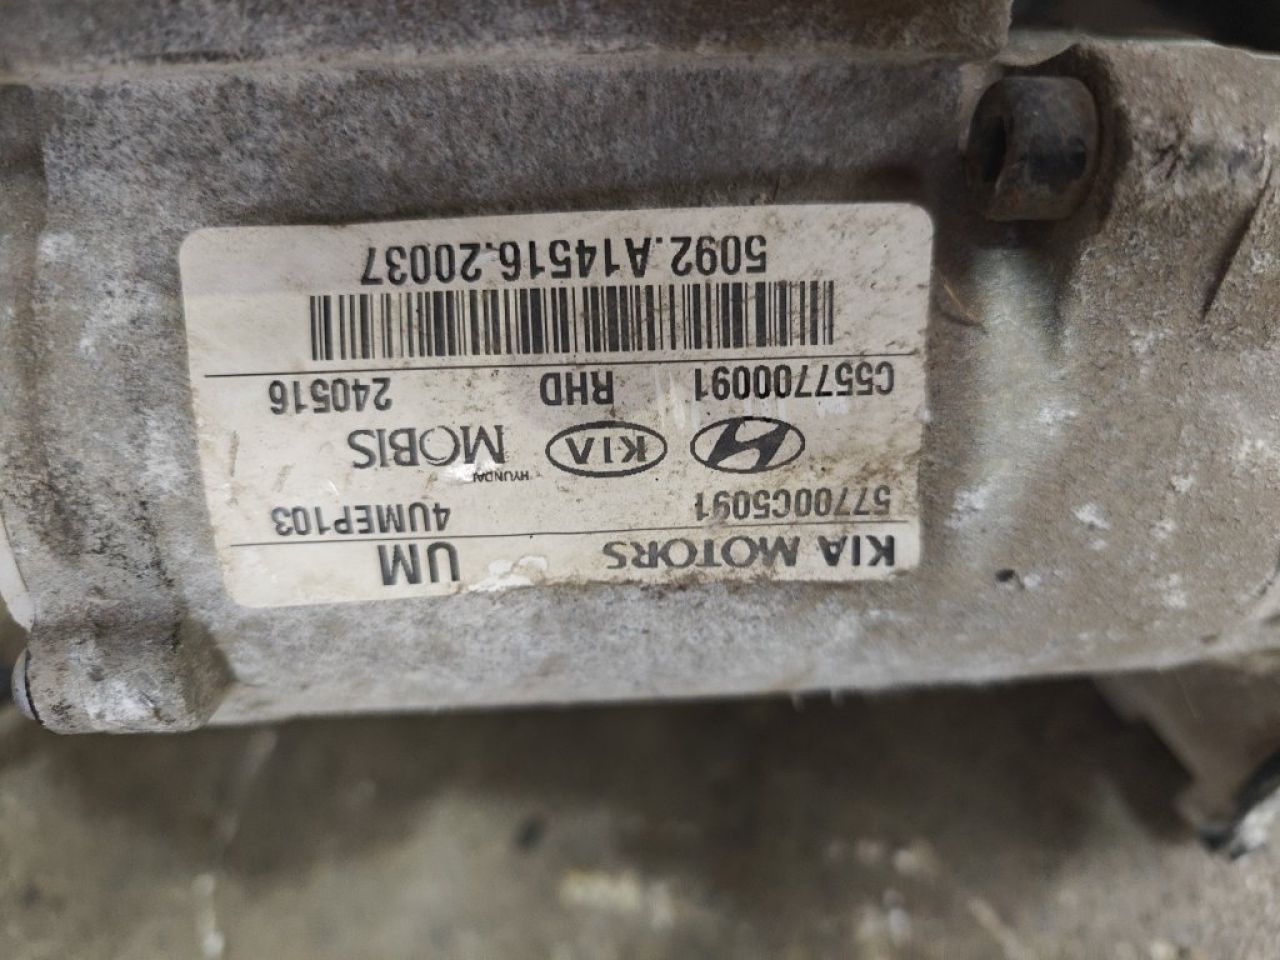 KIA MOTORS UM
57700C5091 4UMEP103
KIA HYUNDAI MOBIS
C557700091 RHD 240516
5092.A14516.20037